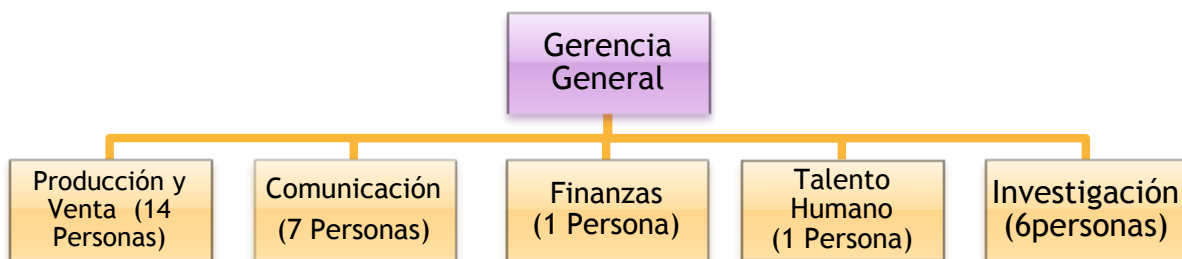 Gerencia
General
Producción y
Venta (14
Personas)
Comunicación
(7 Personas)
Finanzas
(1 Persona)
Talento
Humano
(1 Persona)
Investigación
(6personas)